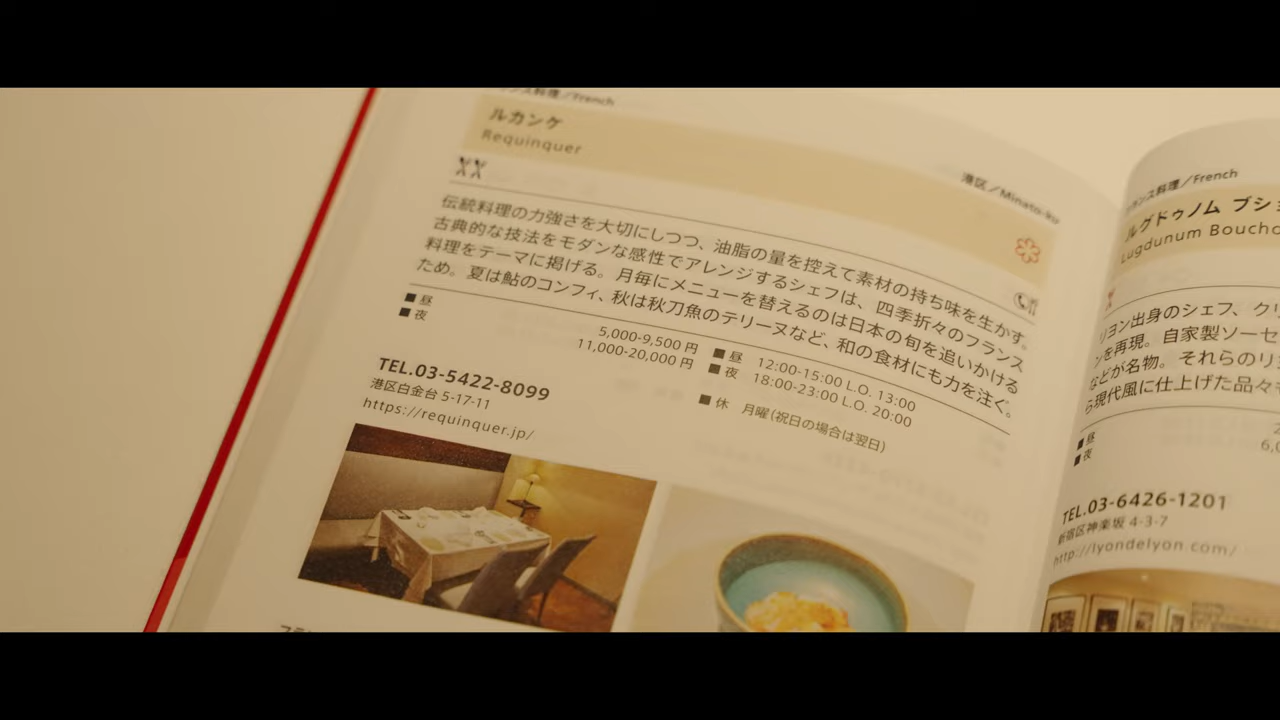 ンス料理／French
ルカンケ
Requinquer
港区／Minato-ku
伝統料理の力強さを大切にしつつ、油脂の量を控えて素材の持ち味を生かす。
古典的な技法をモダンな感性でアレンジするシェフは、四季折々のフランス
料理をテーマに掲げる。月毎にメニューを替えるのは日本の旬を追いかける
ため。夏は鮎のコンフィ、秋は秋刀魚のテリーヌなど、和の食材にも力を注ぐ。
■ 昼 5,000-9,500 円
■ 夜 11,000-20,000 円
■ 昼 12:00-15:00 L.O. 13:00
■ 夜 18:00-23:00 L.O. 20:00
■ 休 月曜(祝日の場合は翌日)
TEL.03-5422-8099
港区白金台 5-17-11
https://requinquer.jp/
ンス料理／French
ルグドゥノム ブショ
Lugdunum Boucho
リヨン出身のシェフ、クリ
ンを再現。自家製ソーセ
などが名物。それらのリ
ら現代風に仕上げた品々
■ 昼
■ 夜 6,0
TEL.03-6426-1201
新宿区神楽坂 4-3-7
http://lyondelyon.com/